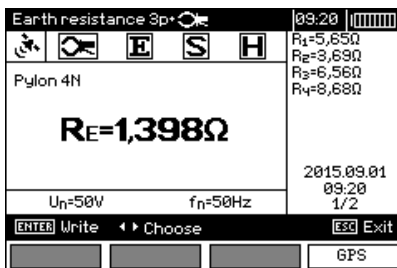 Earth resistance 3p+ 09:20
E S H
R1=5,65Ω
R2=3,69Ω
R3=6,56Ω
R4=8,68Ω
Pylon 4N
RE=1,398Ω
2015.09.01
09:20
1/2
Un=50V fn=50Hz
ENTER Write Choose ESC Exit
GPS